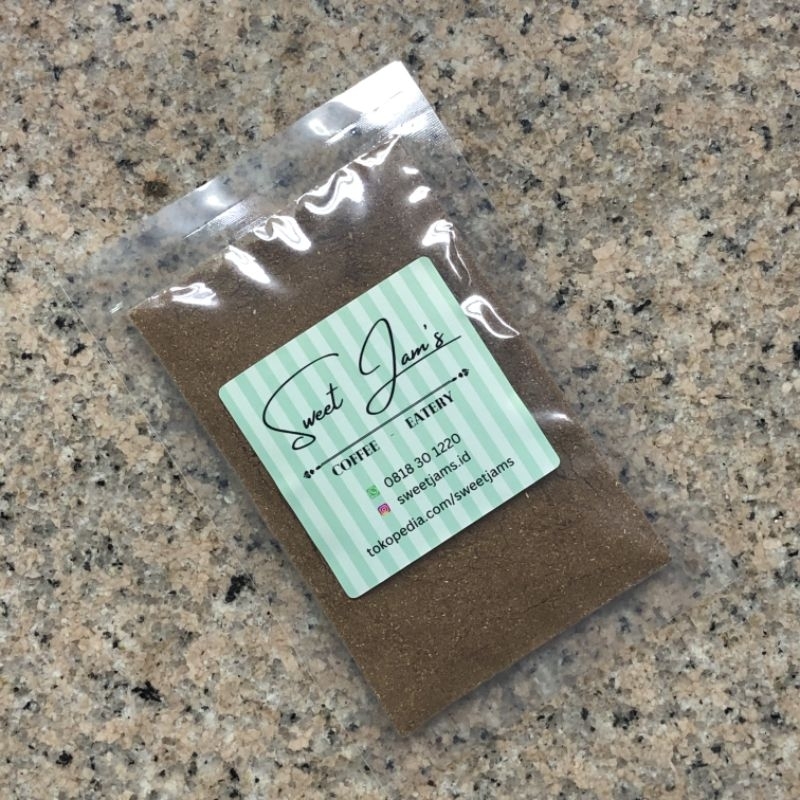 Sweet Jam's
COFFEE - EATERY
0818 30 1220
sweetjams.id
tokopedia.com/sweetjams